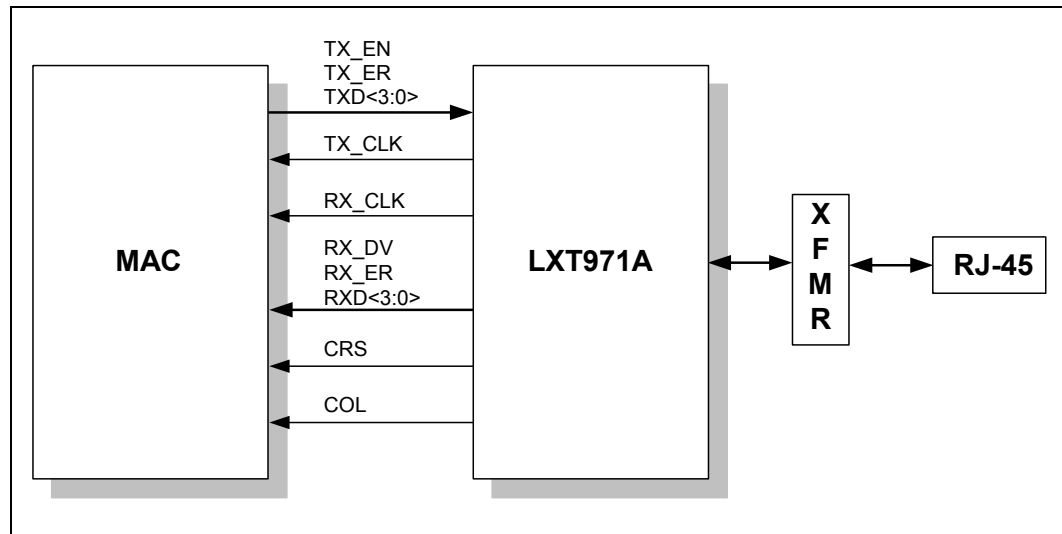 TX_EN
TX_ER
TXD<3:0>
TX_CLK
RX_CLK
RX_DV
RX_ER
RXD<3:0>
CRS
COL
MAC
LXT971A
X
F
M
R
RJ-45